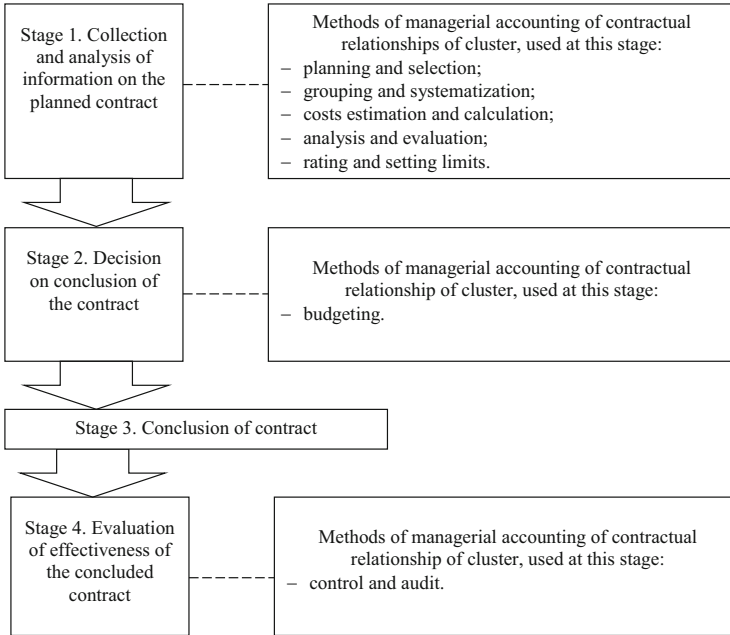 Stage 1. Collection
and analysis of
information on the
planned contract
Methods of managerial accounting of contractual
relationships of cluster, used at this stage:
– planning and selection;
– grouping and systematization;
– costs estimation and calculation;
– analysis and evaluation;
– rating and setting limits.
Stage 2. Decision
on conclusion of
the contract
Methods of managerial accounting of contractual
relationship of cluster, used at this stage:
– budgeting.
Stage 3. Conclusion of contract
Stage 4. Evaluation
of effectiveness of
the concluded
contract
Methods of managerial accounting of contractual
relationship of cluster, used at this stage:
– control and audit.